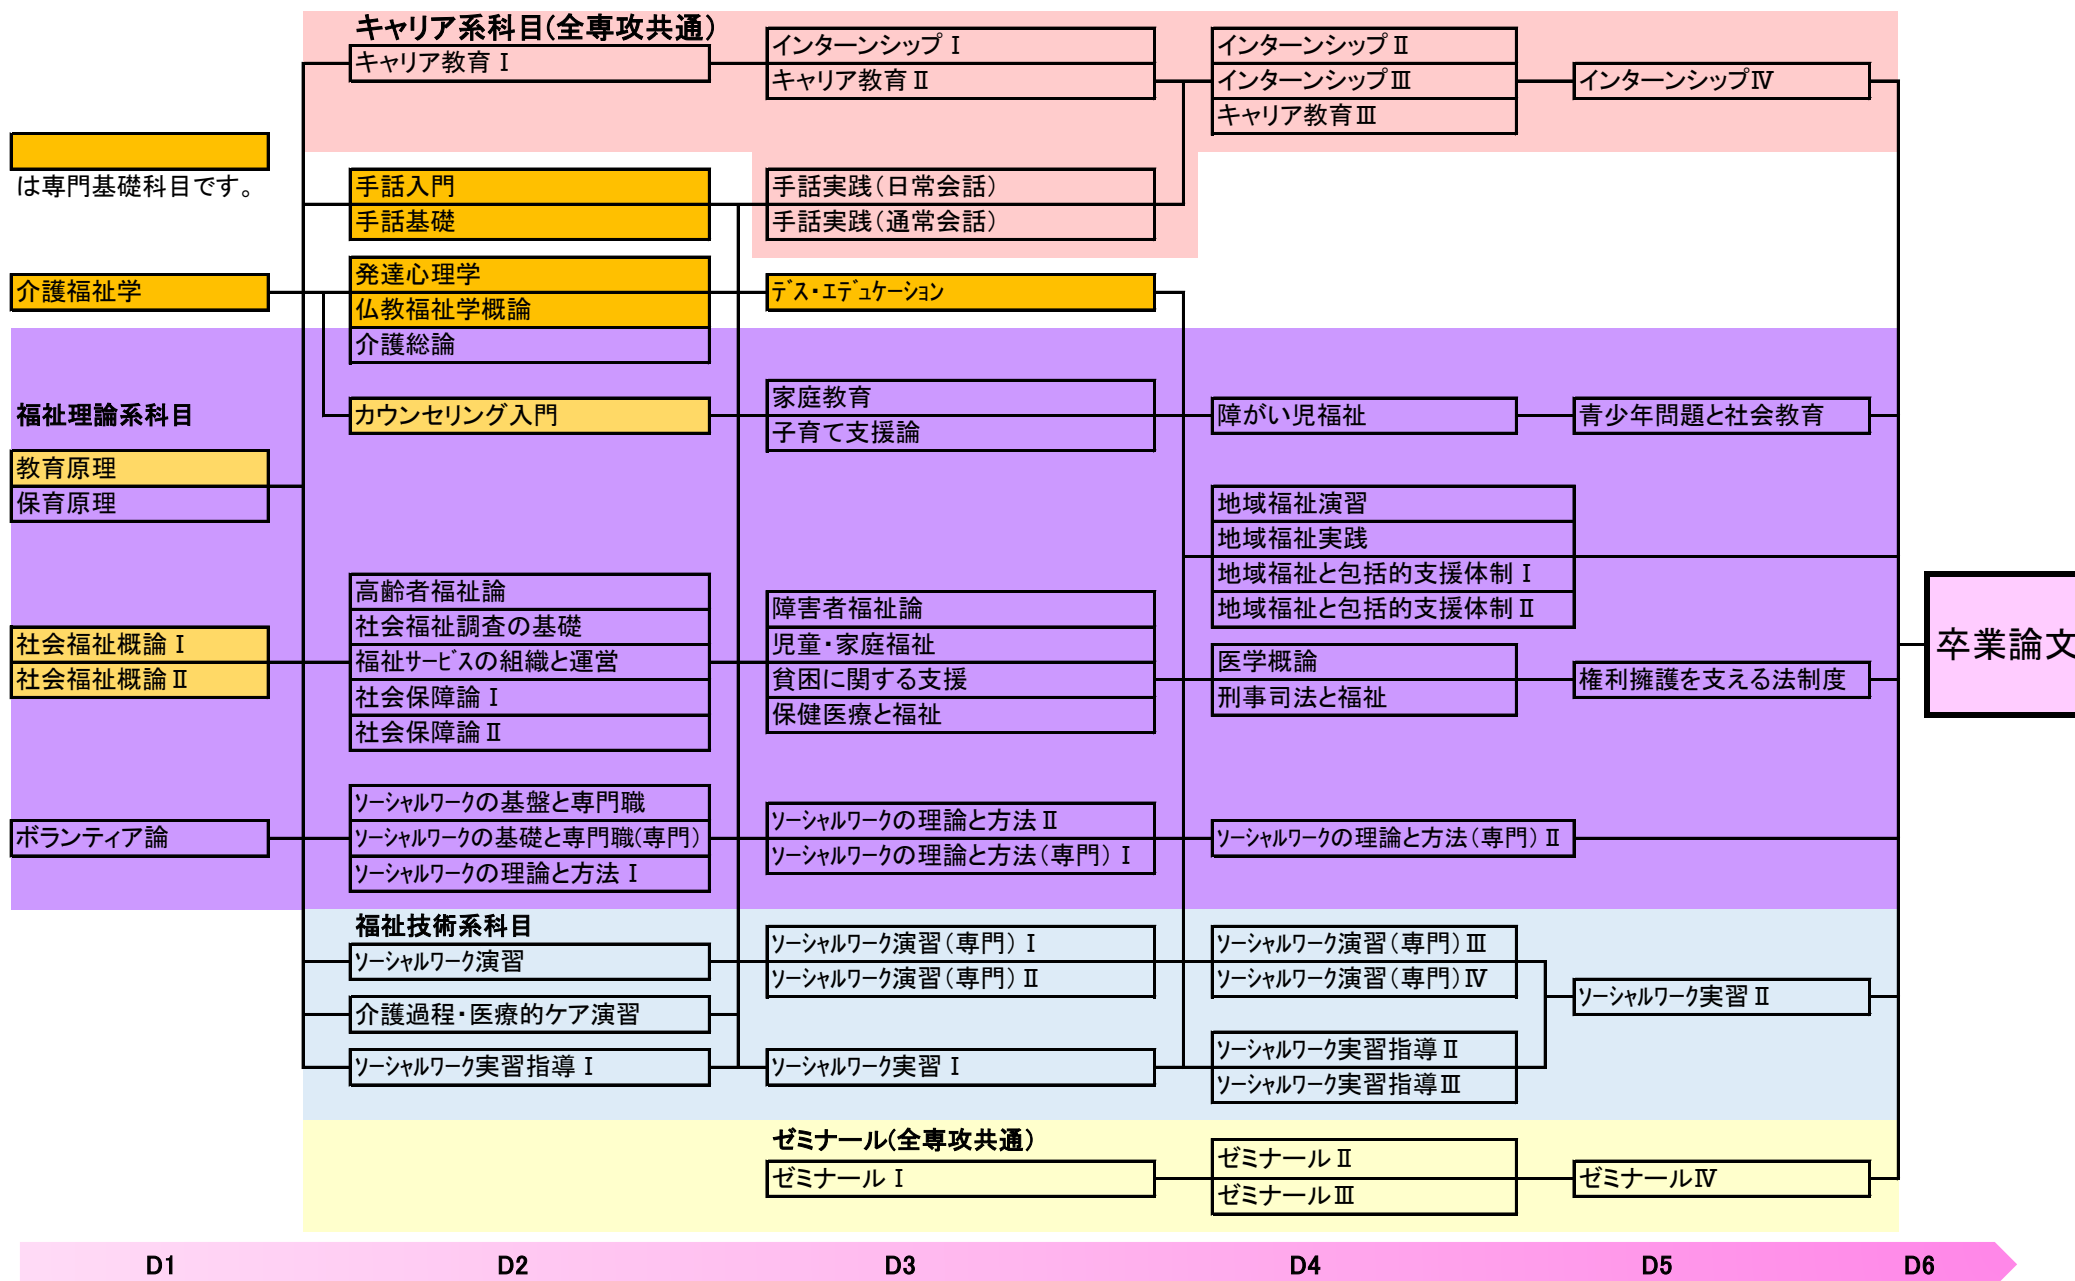 キャリア系科目(全専攻共通)
キャリア教育Ⅰ
インターンシップⅠ
キャリア教育Ⅱ
インターンシップⅡ
インターンシップⅢ
キャリア教育Ⅲ
インターンシップⅣ
は専門基礎科目です。
手話入門
手話基礎
手話実践(日常会話)
手話実践(通常会話)
介護福祉学
発達心理学
仏教福祉学概論
介護総論
ﾃﾞｽ・ｴﾃﾞｭｹｰｼｮﾝ
福祉理論系科目
カウンセリング入門
家庭教育
子育て支援論
障がい児福祉
青少年問題と社会教育
教育原理
保育原理
地域福祉演習
地域福祉実践
地域福祉と包括的支援体制Ⅰ
地域福祉と包括的支援体制Ⅱ
社会福祉概論Ⅰ
社会福祉概論Ⅱ
高齢者福祉論
社会福祉調査の基礎
福祉ｻｰﾋﾞｽの組織と運営
社会保障論Ⅰ
社会保障論Ⅱ
障害者福祉論
児童・家庭福祉
貧困に関する支援
保健医療と福祉
医学概論
刑事司法と福祉
権利擁護を支える法制度
卒業論文
ボランティア論
ｿｰｼｬﾙﾜｰｸの基盤と専門職
ｿｰｼｬﾙﾜｰｸの基礎と専門職(専門)
ｿｰｼｬﾙﾜｰｸの理論と方法Ⅰ
ｿｰｼｬﾙﾜｰｸの理論と方法Ⅱ
ｿｰｼｬﾙﾜｰｸの理論と方法(専門)Ⅰ
ｿｰｼｬﾙﾜｰｸの理論と方法(専門)Ⅱ
福祉技術系科目
ｿｰｼｬﾙﾜｰｸ演習
介護過程・医療的ケア演習
ｿｰｼｬﾙﾜｰｸ実習指導Ⅰ
ｿｰｼｬﾙﾜｰｸ演習(専門)Ⅰ
ｿｰｼｬﾙﾜｰｸ演習(専門)Ⅱ
ｿｰｼｬﾙﾜｰｸ実習Ⅰ
ｿｰｼｬﾙﾜｰｸ演習(専門)Ⅲ
ｿｰｼｬﾙﾜｰｸ演習(専門)Ⅳ
ｿｰｼｬﾙﾜｰｸ実習指導Ⅱ
ｿｰｼｬﾙﾜｰｸ実習指導Ⅲ
ｿｰｼｬﾙﾜｰｸ実習Ⅱ
ゼミナール(全専攻共通)
ゼミナールⅠ
ゼミナールⅡ
ゼミナールⅢ
ゼミナールⅣ
D1 D2 D3 D4 D5 D6